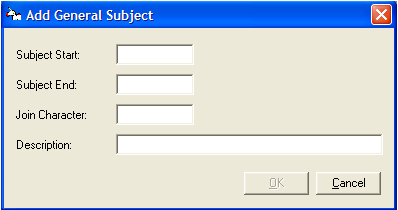 Add General Subject
Subject Start:
Subject End:
Join Character:
Description:
OK Cancel